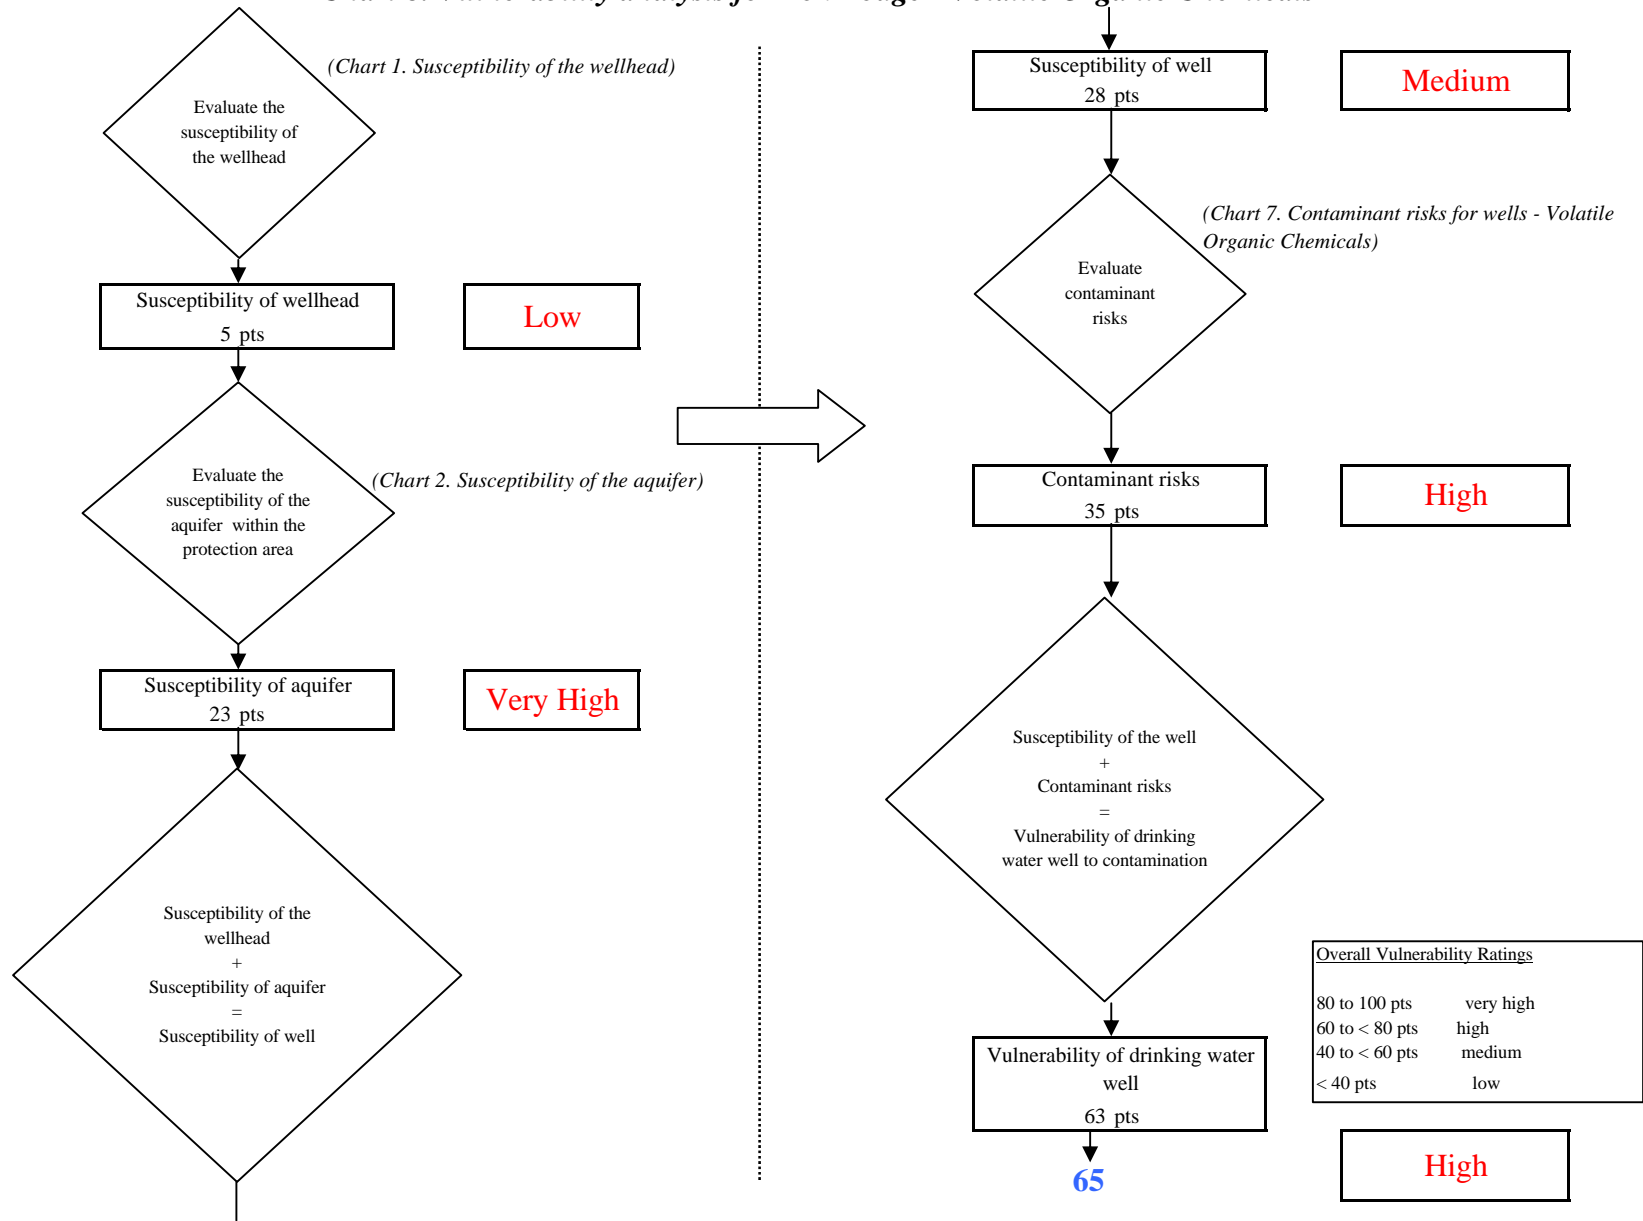 (Chart 1. Susceptibility of the wellhead)
Evaluate the
susceptibility of
the wellhead
Susceptibility of wellhead
5 pts
Low
Evaluate the
susceptibility of the
aquifer within the
protection area
(Chart 2. Susceptibility of the aquifer)
Susceptibility of aquifer
23 pts
Very High
Susceptibility of the
wellhead
+
Susceptibility of aquifer
=
Susceptibility of well
Susceptibility of well
28 pts
Medium
(Chart 7. Contaminant risks for wells - Volatile
Organic Chemicals)
Evaluate
contaminant
risks
Contaminant risks
35 pts
High
Susceptibility of the well
+
Contaminant risks
=
Vulnerability of drinking
water well to contamination
Overall Vulnerability Ratings
80 to 100 pts very high
60 to < 80 pts high
40 to < 60 pts medium
< 40 pts low
Vulnerability of drinking water
well
63 pts
65
High